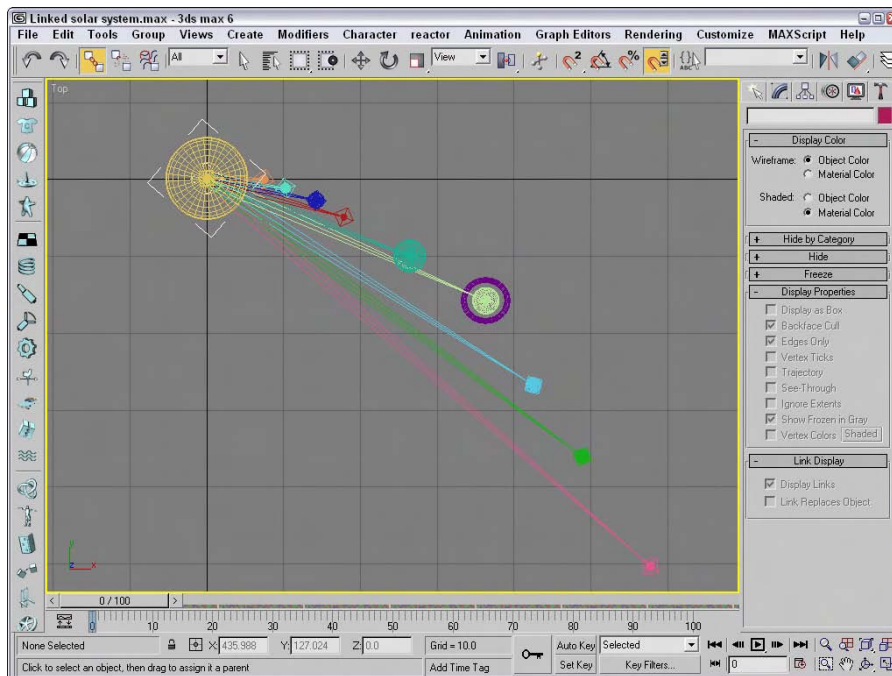 Linked solar system.max - 3ds max 6
File Edit Tools Group Views Create Modifiers Character reactor Animation Graph Editors Rendering Customize MAXScript Help
All
View
ABC
Top
Display Color
Wireframe: Object Color
Material Color
Shaded: Object Color
Material Color
+ Hide by Category
+ Hide
+ Freeze
- Display Properties
Display as Box
Backface Cull
Edges Only
Vertex Ticks
Trajectory
See-Through
Ignore Extents
Show Frozen in Gray
Vertex Colors Shaded
- Link Display
Display Links
Link Replaces Object
y
z x
< 0 / 100 >
0 10 20 30 40 50 60 70 80 90 100
None Selected X: 435.988 Y: 127.024 Z: 0.0 Grid = 10.0 Auto Key Selected
Click to select an object, then drag to assign it a parent Add Time Tag Set Key Key Filters... 0